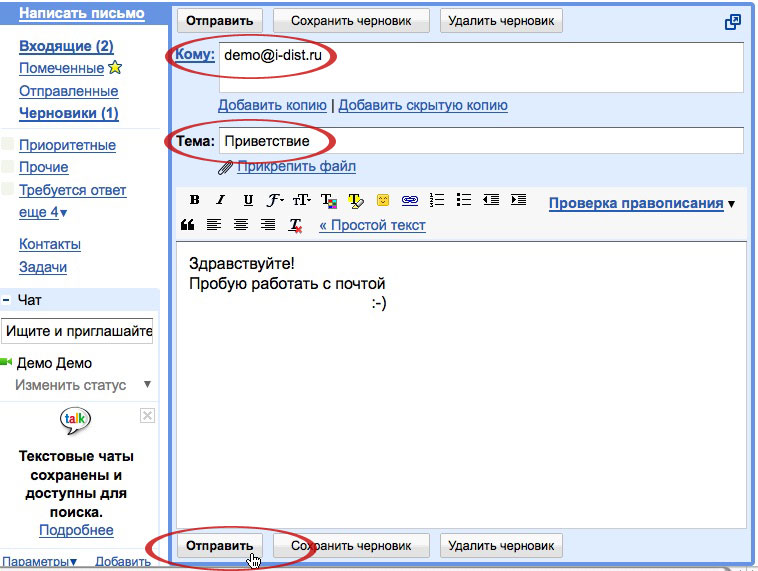 Написать письмо
Входящие (2)
Помеченные
Отправленные
Черновики (1)
Приоритетные
Прочие
Требуется ответ
еще 4▾
Контакты
Задачи
− Чат
Ищите и приглашайте
Демо Демо
Изменить статус ▼
talk
Текстовые чаты
сохранены и
доступны для
поиска.
Подробнее
Параметры▾ Добавить
Отправить Сохранить черновик Удалить черновик
Кому: demo@i-dist.ru
Добавить копию | Добавить скрытую копию
Тема: Приветствие
Прикрепить файл
B I U F тT T T
Проверка правописания ▼
T « Простой текст
Здравствуйте!
Пробую работать с почтой
:-)
Отправить Сохранить черновик Удалить черновик